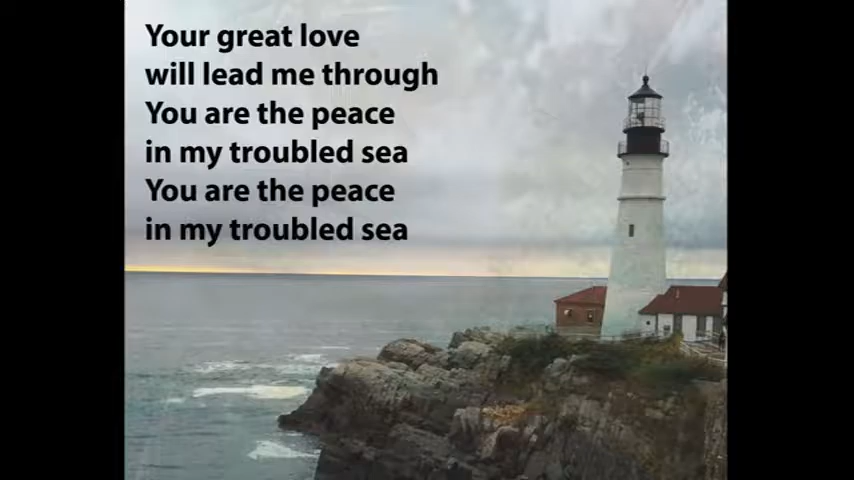 Your great love
will lead me through
You are the peace
in my troubled sea
You are the peace
in my troubled sea